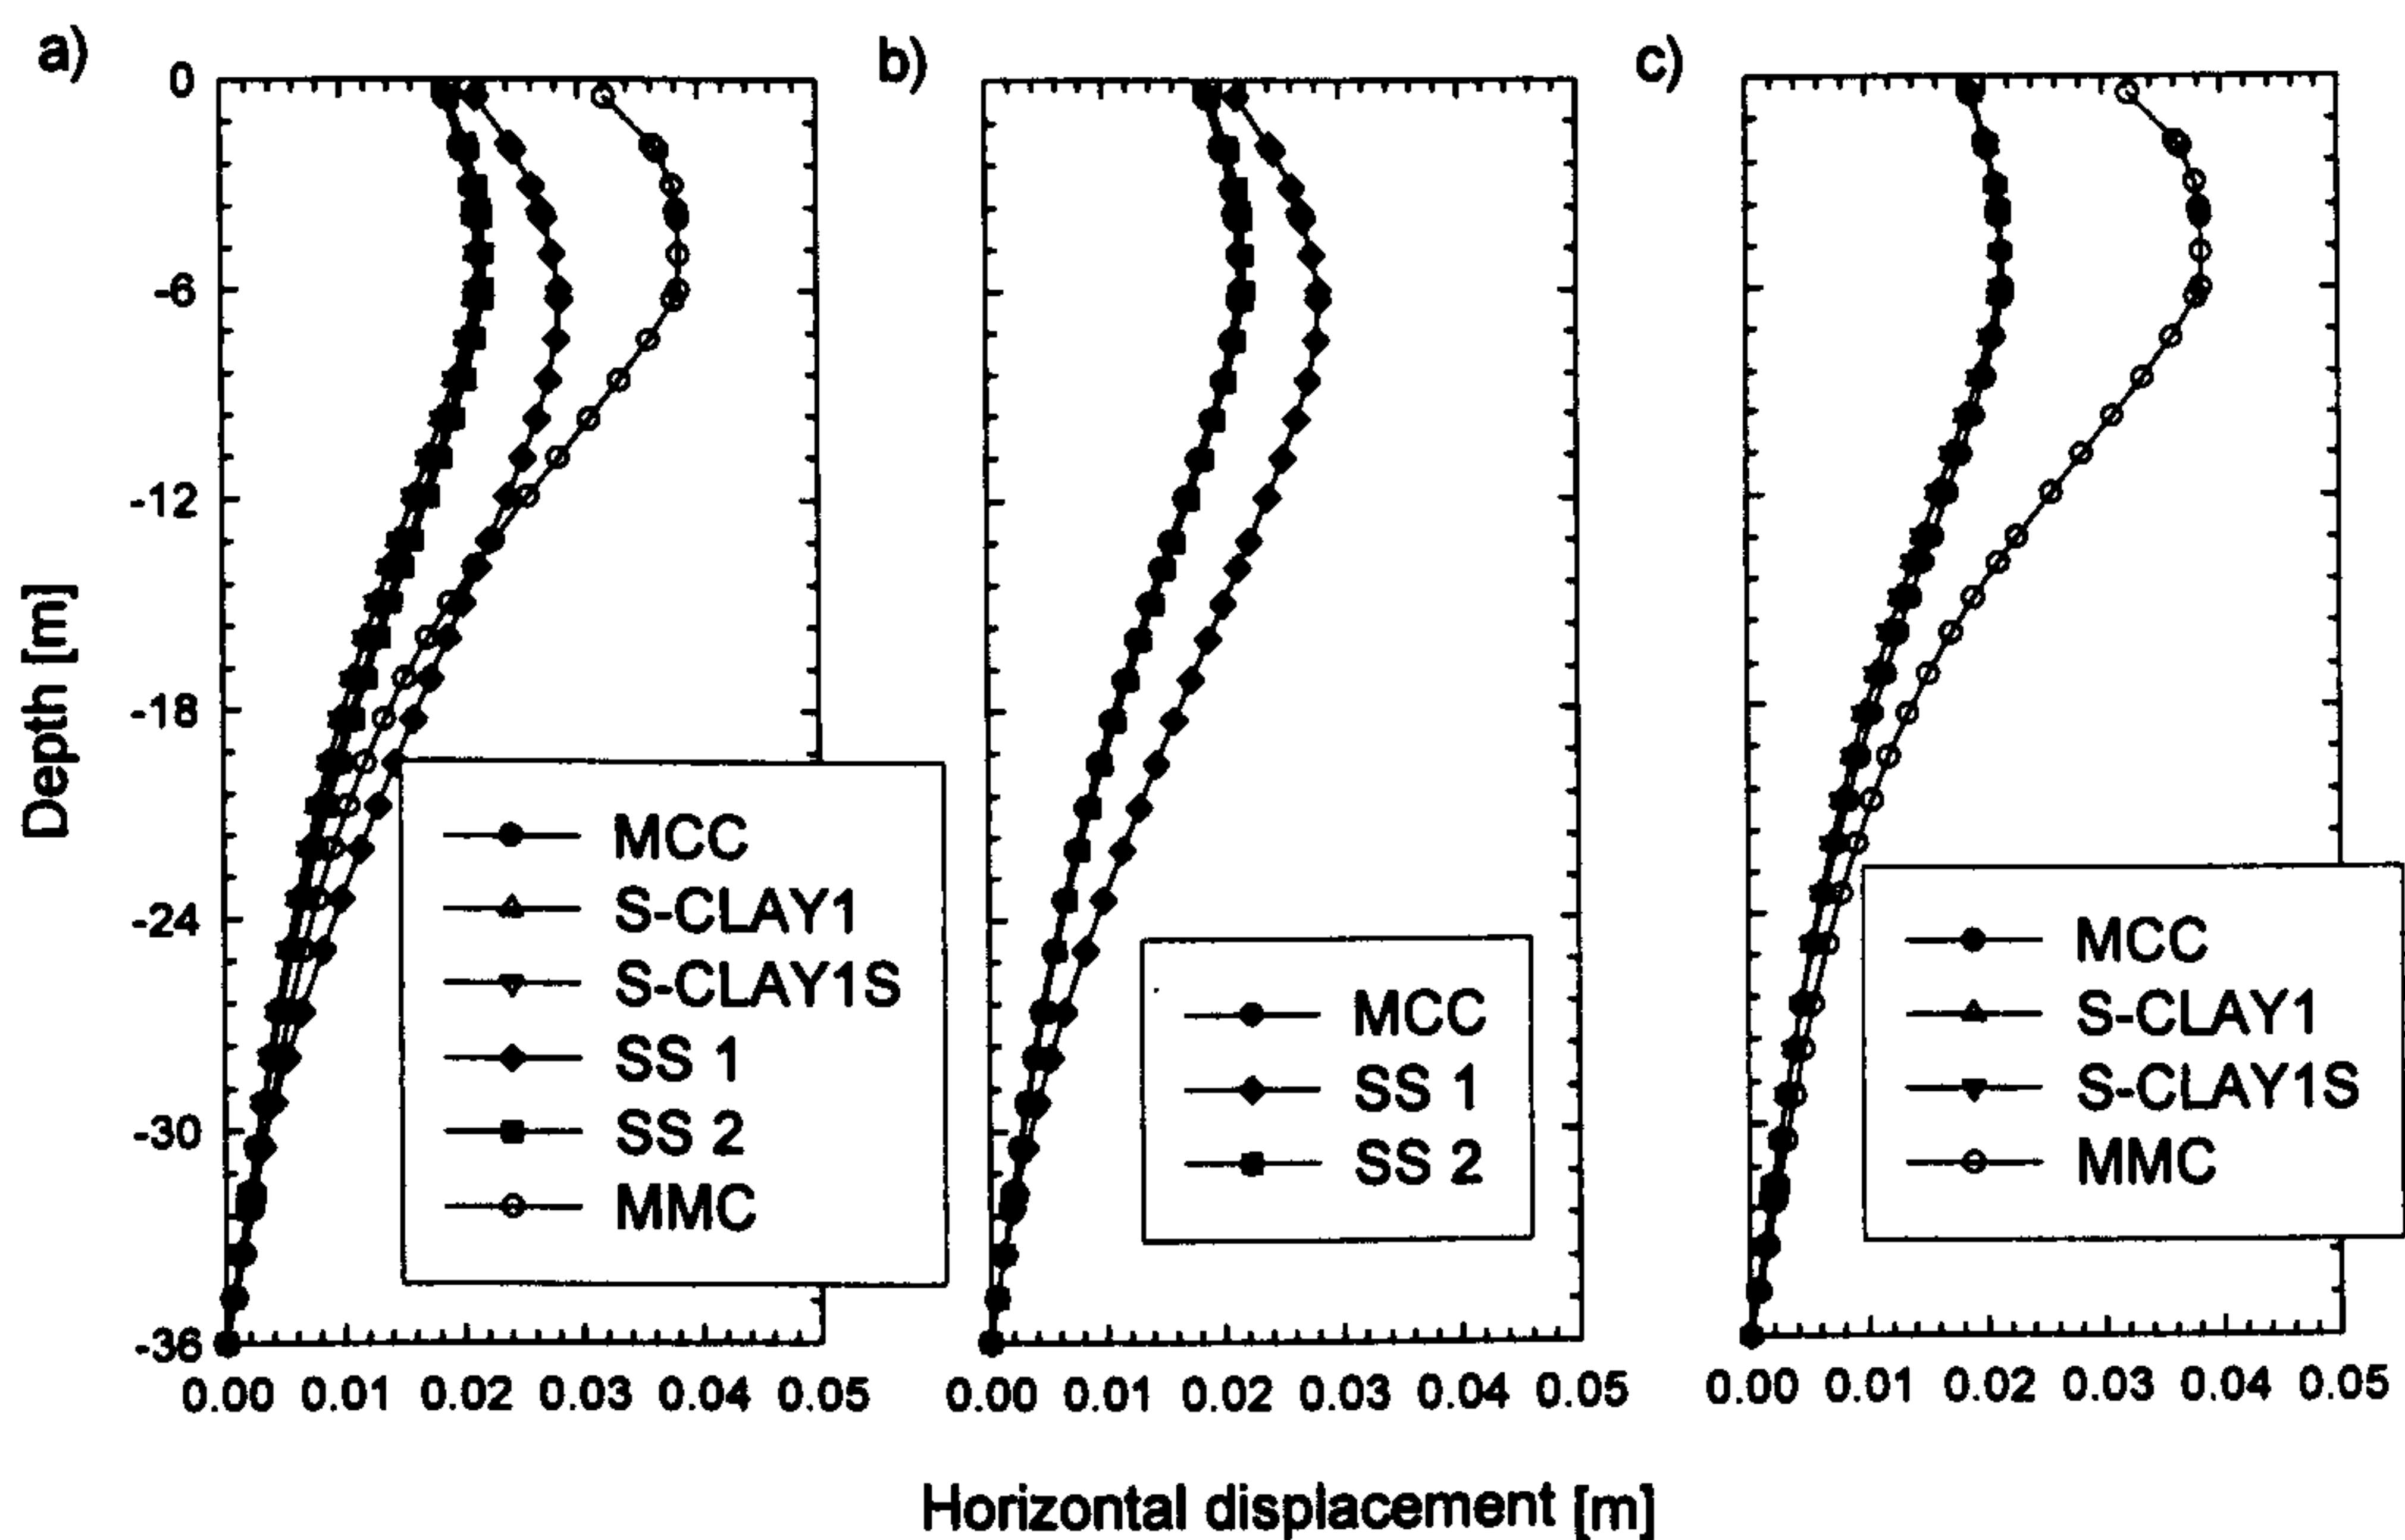 a)
b)
c)
0
-6
-12
-18
-24
-30
-36
Depth [m]
MCC
S-CLAY1
S-CLAY1S
SS 1
SS 2
MMC
MCC
SS 1
SS 2
MCC
S-CLAY1
S-CLAY1S
MMC
0.00 0.01 0.02 0.03 0.04 0.05
0.00 0.01 0.02 0.03 0.04 0.05
0.00 0.01 0.02 0.03 0.04 0.05
Horizontal displacement [m]